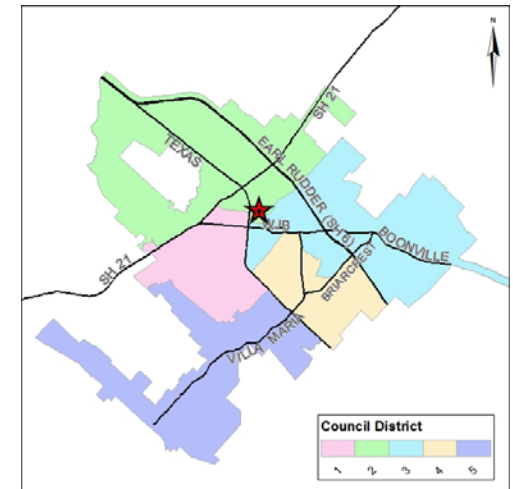 N
SH 21
TEXAS
EARL RUDDER (SH 6)
WJB
BOONVILLE
BRIARCREST
SH 21
VILLA MARIA
Council District
1 2 3 4 5